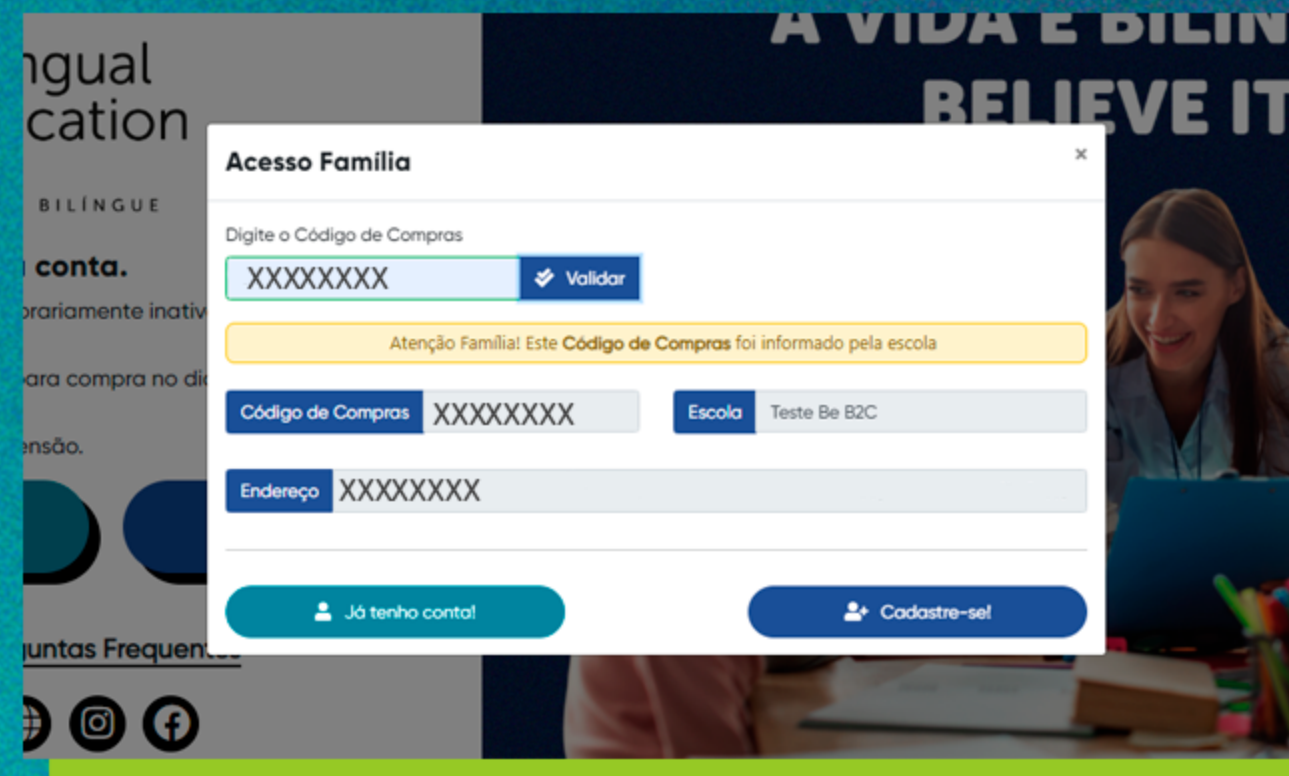 A VIDA É BILÍN
BELIEVE IT
ngual
cation
BILÍNGUE
conta.
orariamente inativ
para compra no di
ensão.
Acesso Família
×
Digite o Código de Compras
XXXXXXXX
Validar
Atenção Família! Este Código de Compras foi informado pela escola
Código de Compras XXXXXXXX
Escola Teste Be B2C
Endereço XXXXXXXX
Já tenho conta!
Cadastre-se!
guntas Frequentes